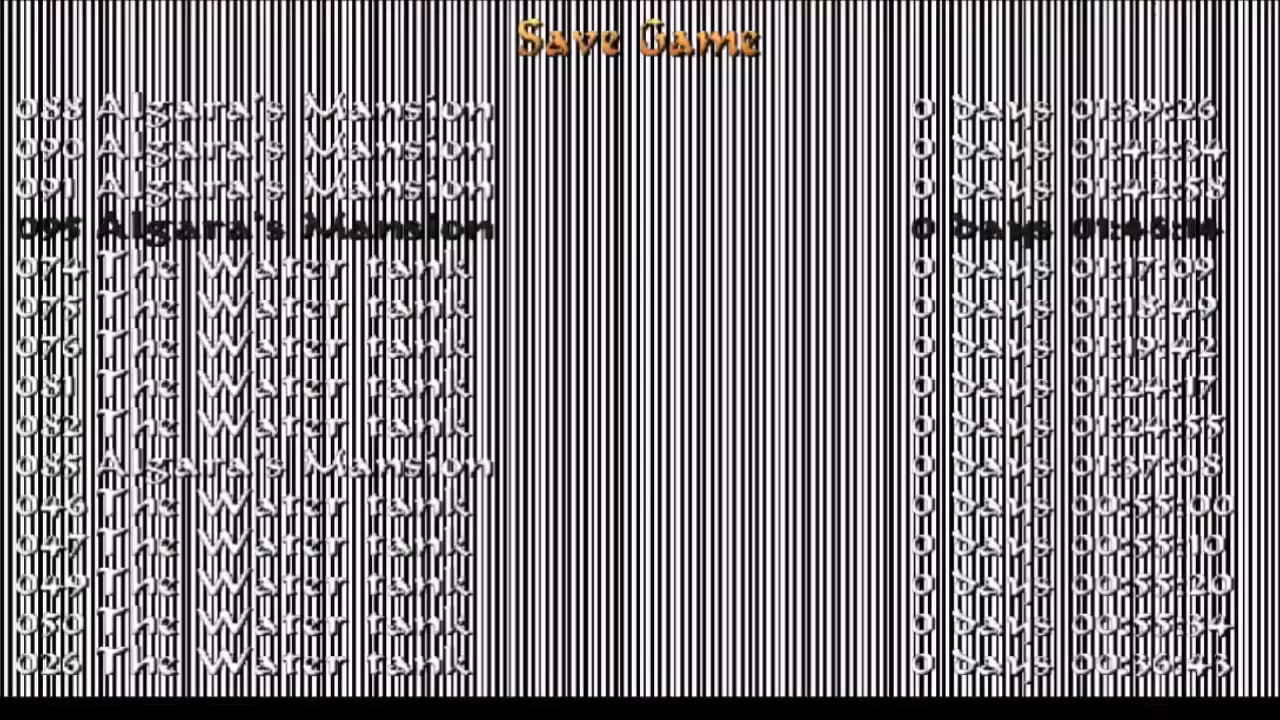 Save Game
088 Algara's Mansion 0 days 01:39:26
090 Algara's Mansion 0 days 01:42:34
091 Algara's Mansion 0 days 01:42:58
095 Algara's Mansion 0 days 01:45:14
074 The Water tank 0 days 01:17:09
075 The Water tank 0 days 01:18:49
076 The Water tank 0 days 01:19:42
081 The Water tank 0 days 01:24:17
082 The Water tank 0 days 01:24:55
085 Algara's Mansion 0 days 01:37:08
046 The Water tank 0 days 00:55:00
047 The Water tank 0 days 00:55:10
049 The Water tank 0 days 00:55:20
050 The Water tank 0 days 00:55:34
026 The Water tank 0 days 00:36:43